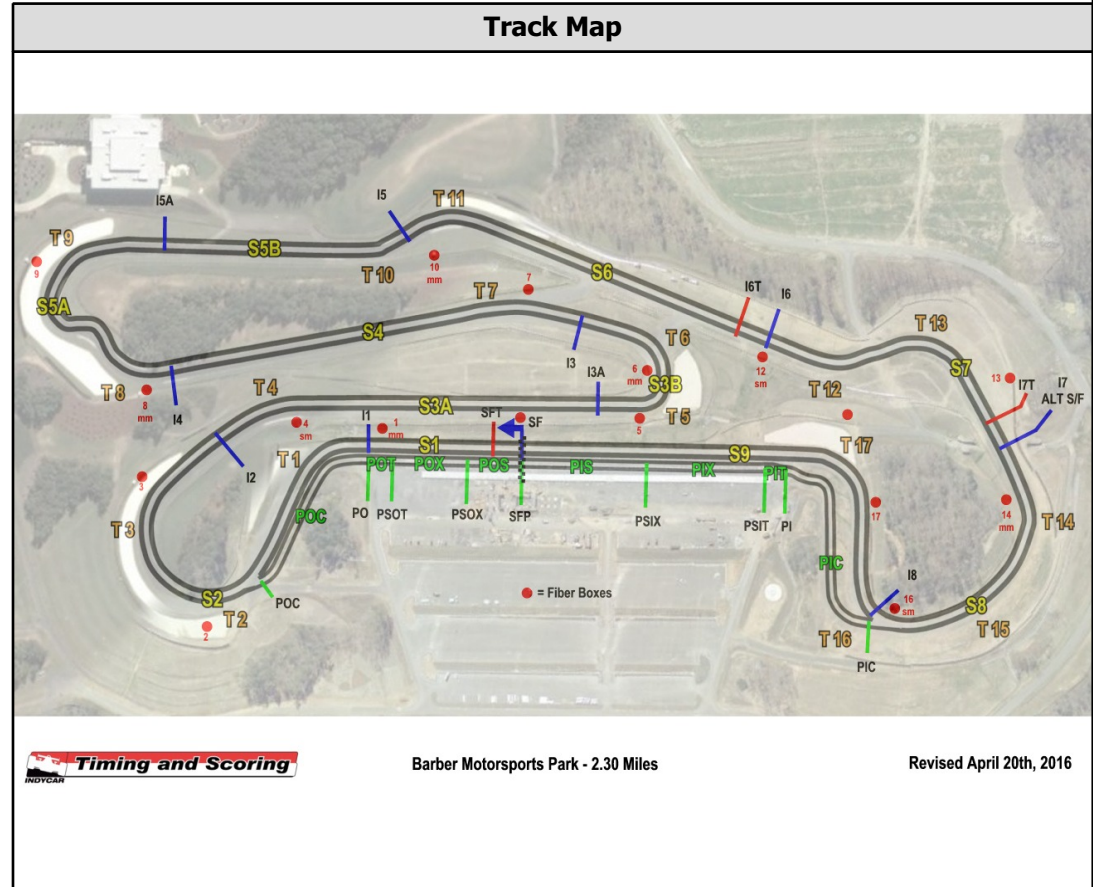 Track Map
I5A
I5
T 11
T 9
S5B
9
T 10
10
mm
7
S6
I6T
I6
T 7
T 13
S5A
S4
T 6
I3
12
sm
S7
13
I7T
I7
ALT S/F
T 8
8
mm
I4
T 4
I3A
6
mm
S3B
T 12
S3A
SFT
SF
T 5
5
4
sm
I1
1
mm
S1
T 17
T 1
I2
POT
POX
POS
PIS
PIX
S9
PIT
3
T 3
POC
PO
PSOT
PSOX
SFP
PSIX
PSIT
PI
17
14
mm
T 14
PIC
I8
S2
POC
= Fiber Boxes
16
sm
S8
T 2
2
T 16
T 15
PIC
INDYCAR
Timing and Scoring
Barber Motorsports Park - 2.30 Miles
Revised April 20th, 2016